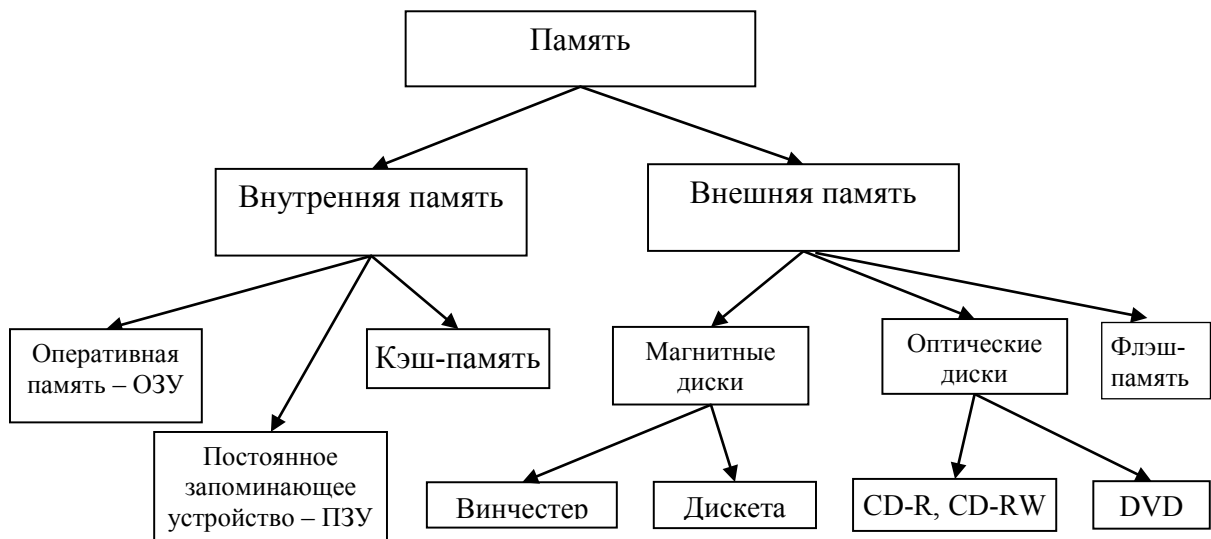 Память
Внутренняя память
Внешняя память
Оперативная
память – ОЗУ
Постоянное
запоминающее
устройство – ПЗУ
Кэш-память
Магнитные
диски
Оптические
диски
Флэш-
память
Винчестер
Дискета
CD-R, CD-RW
DVD